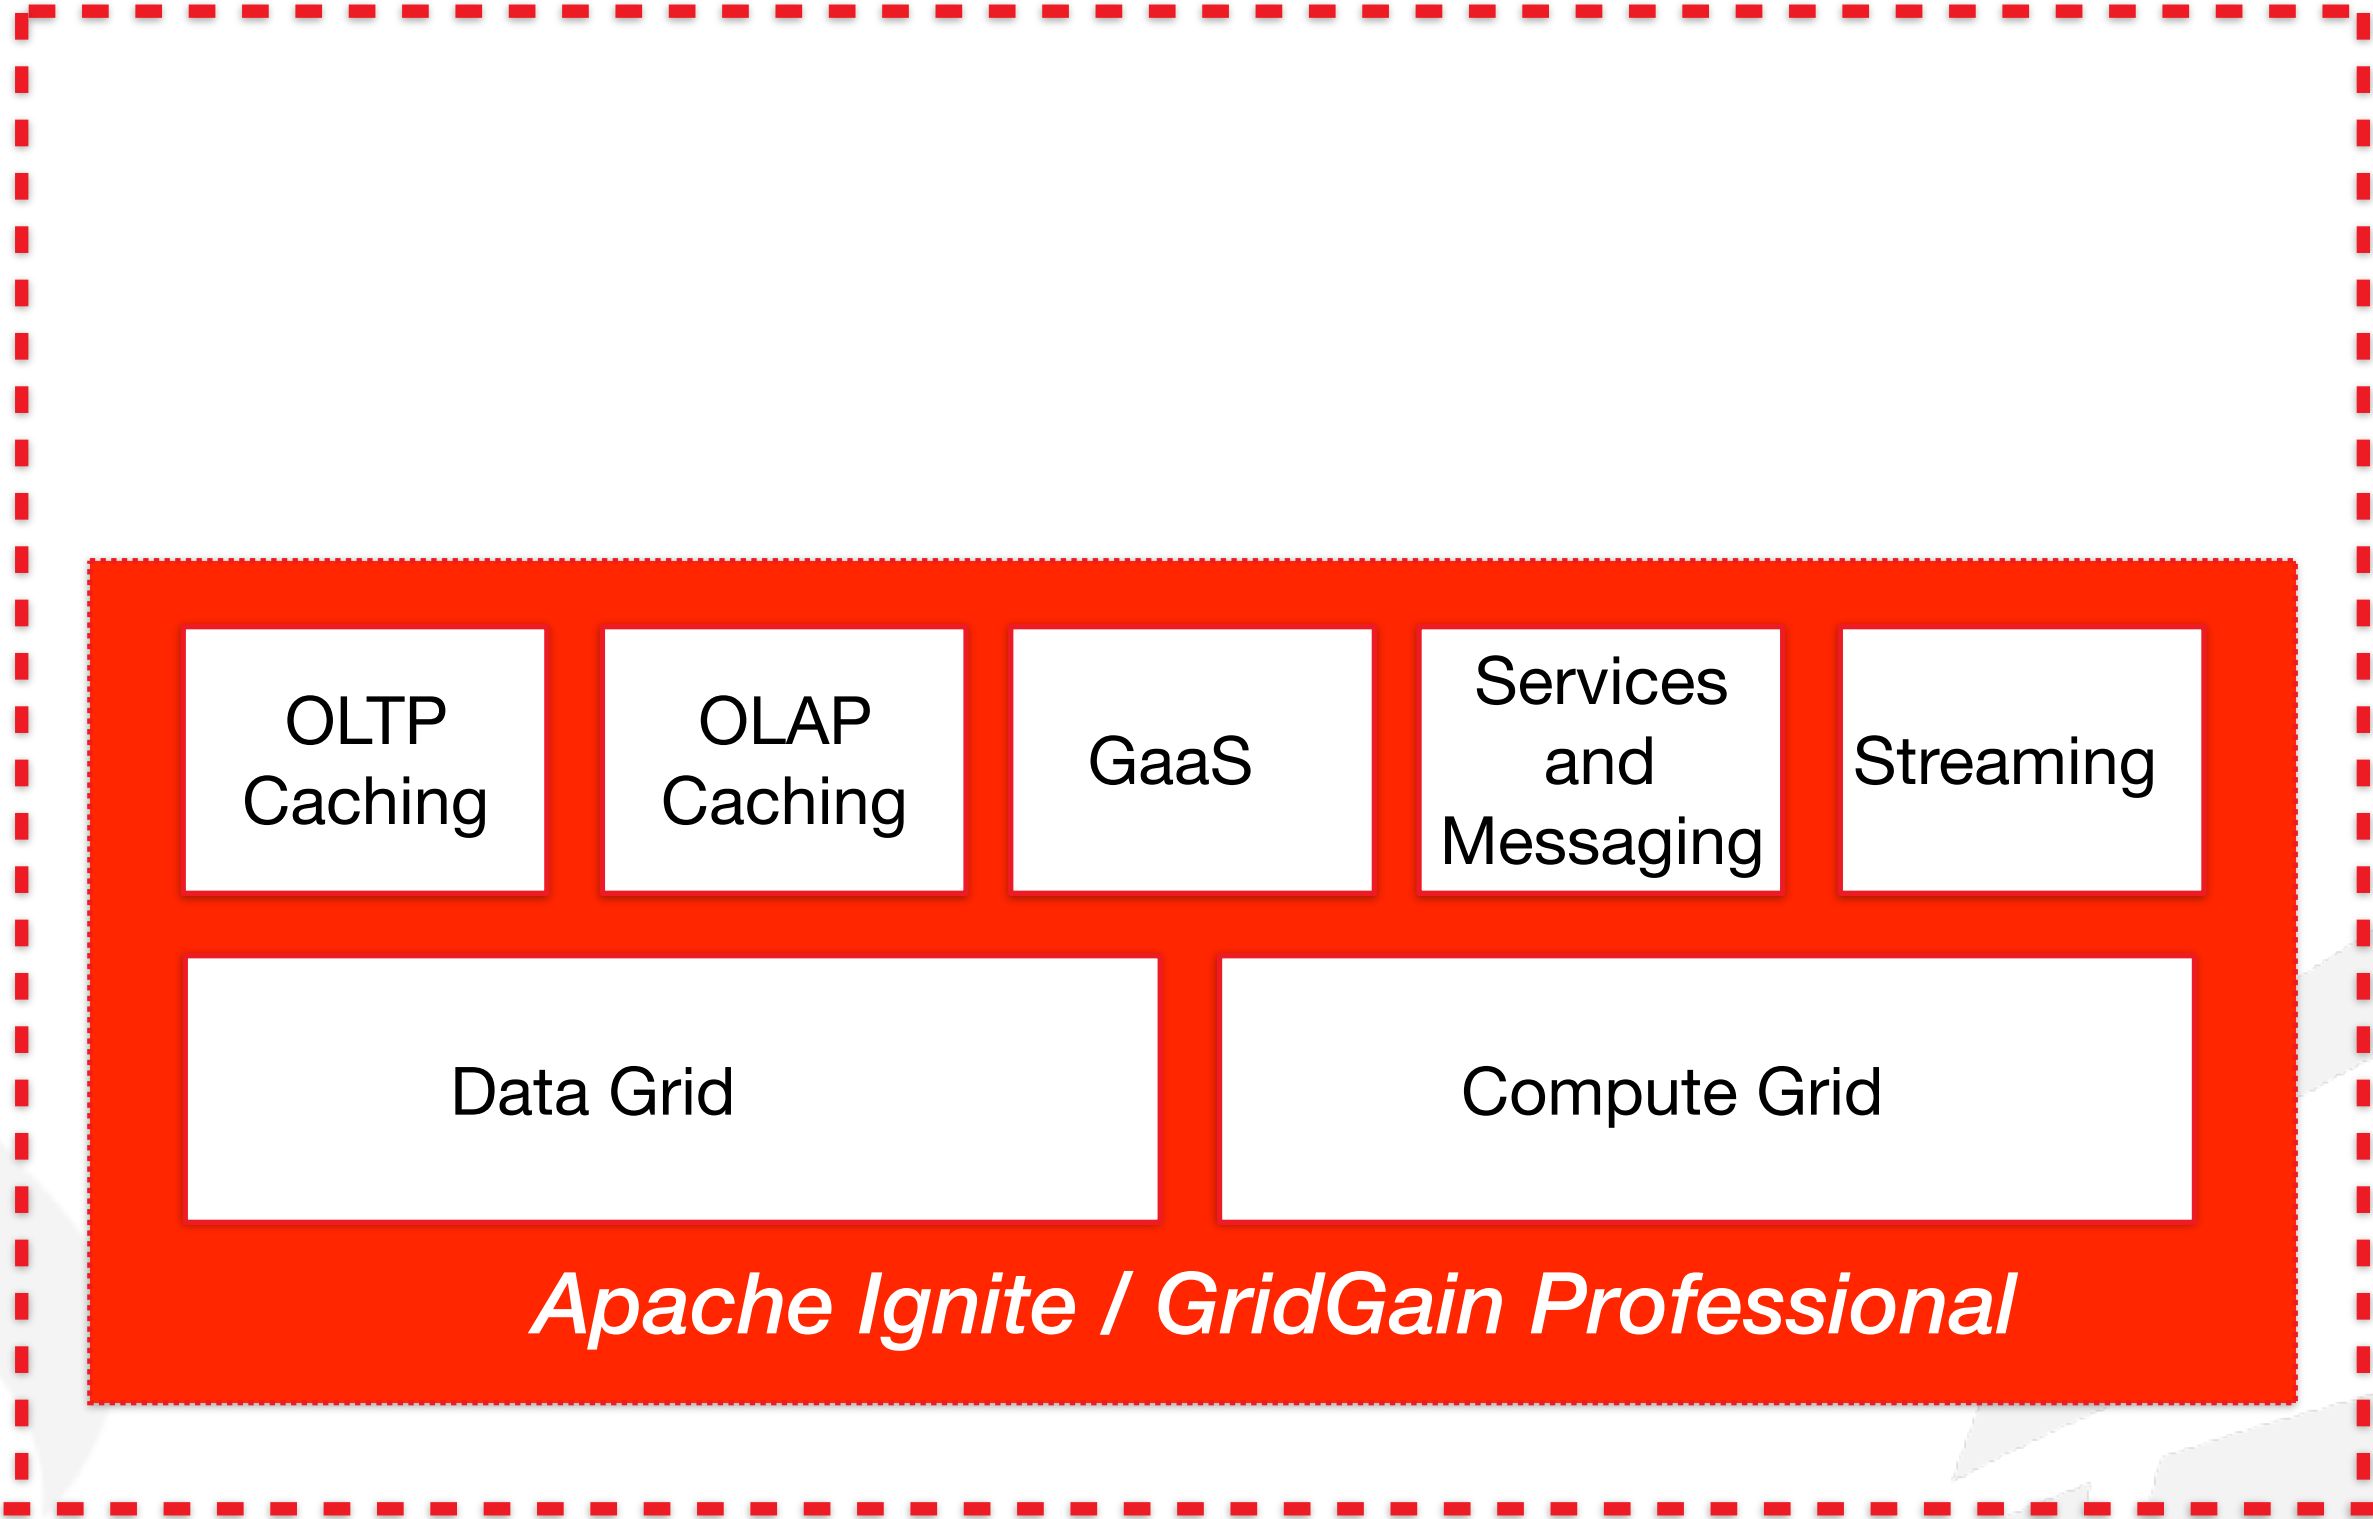 OLTP
Caching
OLAP
Caching
GaaS
Services
and
Messaging
Streaming
Data Grid
Compute Grid
Apache Ignite / GridGain Professional